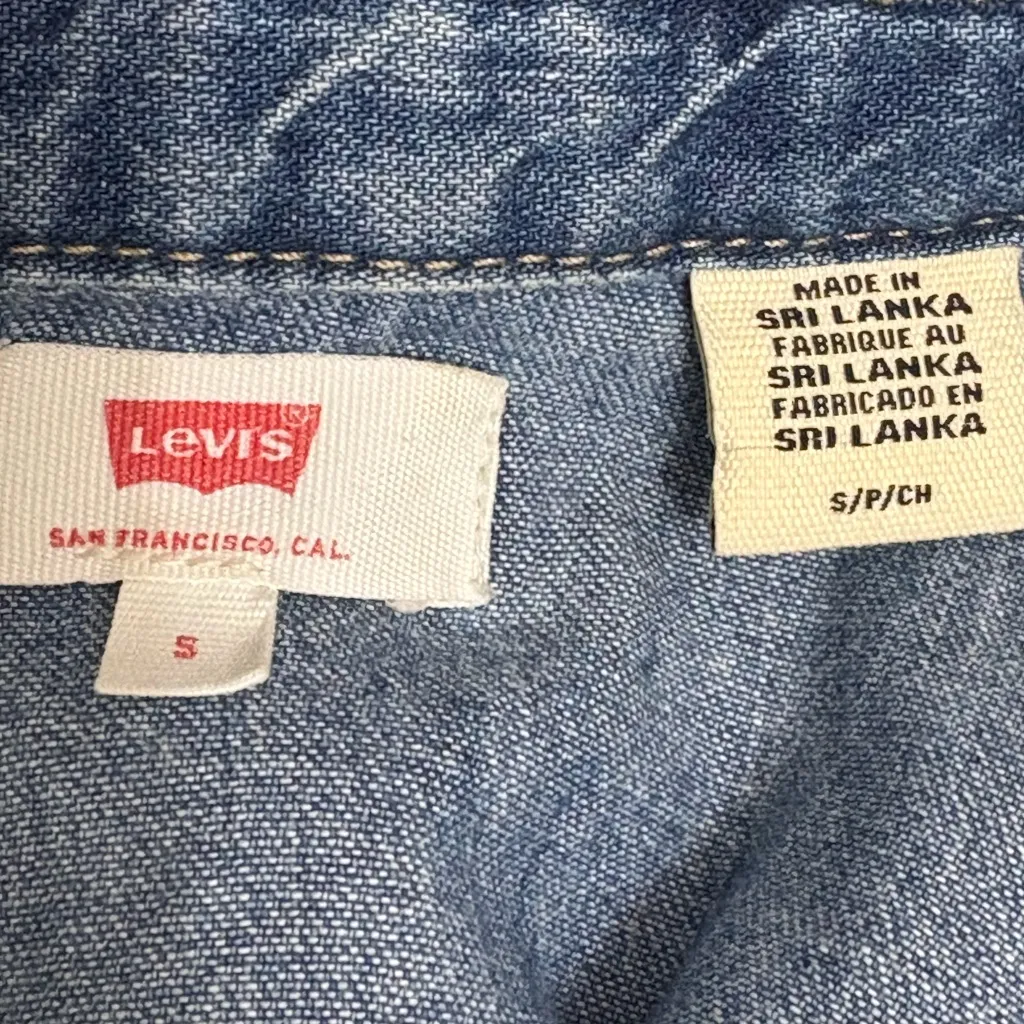 LEVI'S®
SAN FRANCISCO, CAL.
S
MADE IN
SRI LANKA
FABRIQUE AU
SRI LANKA
FABRICADO EN
SRI LANKA
S/P/CH